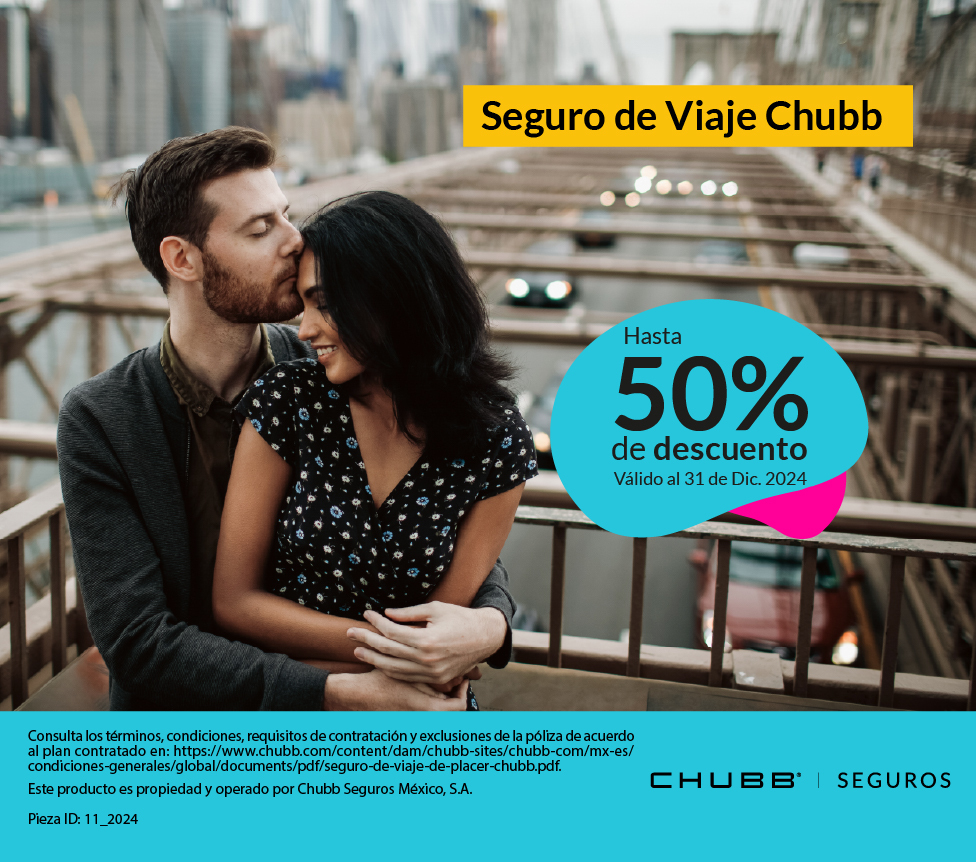 Seguro de Viaje Chubb
Hasta
50%
de descuento
Válido al 31 de Dic. 2024
Consulta los términos, condiciones, requisitos de contratación y exclusiones de la póliza de acuerdo
al plan contratado en: https://www.chubb.com/content/dam/chubb-sites/chubb-com/mx-es/
condiciones-generales/global/documents/pdf/seguro-de-viaje-de-placer-chubb.pdf.
Este producto es propiedad y operado por Chubb Seguros México, S.A.
Pieza ID: 11_2024
CHUBB® | SEGUROS